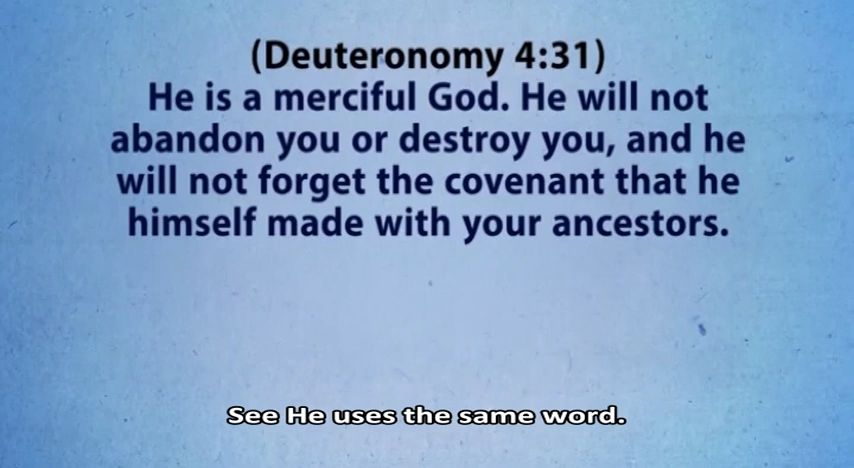 (Deuteronomy 4:31)
He is a merciful God. He will not
abandon you or destroy you, and he
will not forget the covenant that he
himself made with your ancestors.
See He uses the same word.